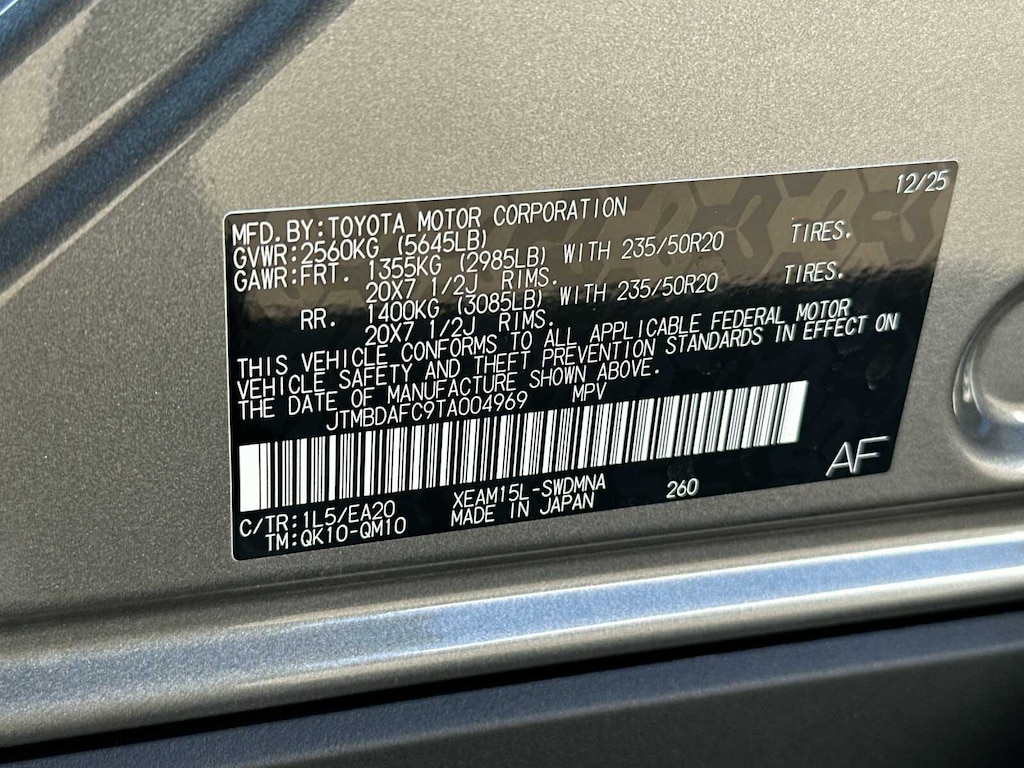 12/25
MFD. BY:TOYOTA MOTOR CORPORATION
GVWR:2560KG (5645LB)
GAWR:FRT. 1355KG (2985LB) WITH 235/50R20 TIRES.
20X7 1/2J RIMS.
RR. 1400KG (3085LB) WITH 235/50R20 TIRES.
20X7 1/2J RIMS.
THIS VEHICLE CONFORMS TO ALL APPLICABLE FEDERAL MOTOR
VEHICLE SAFETY AND THEFT PREVENTION STANDARDS IN EFFECT ON
THE DATE OF MANUFACTURE SHOWN ABOVE.
JTMBDAFC9TA004969 MPV
AF
C/TR:1L5/EA20 XEAM15L-SWDMNA 260
TM:QK10-QM10 MADE IN JAPAN